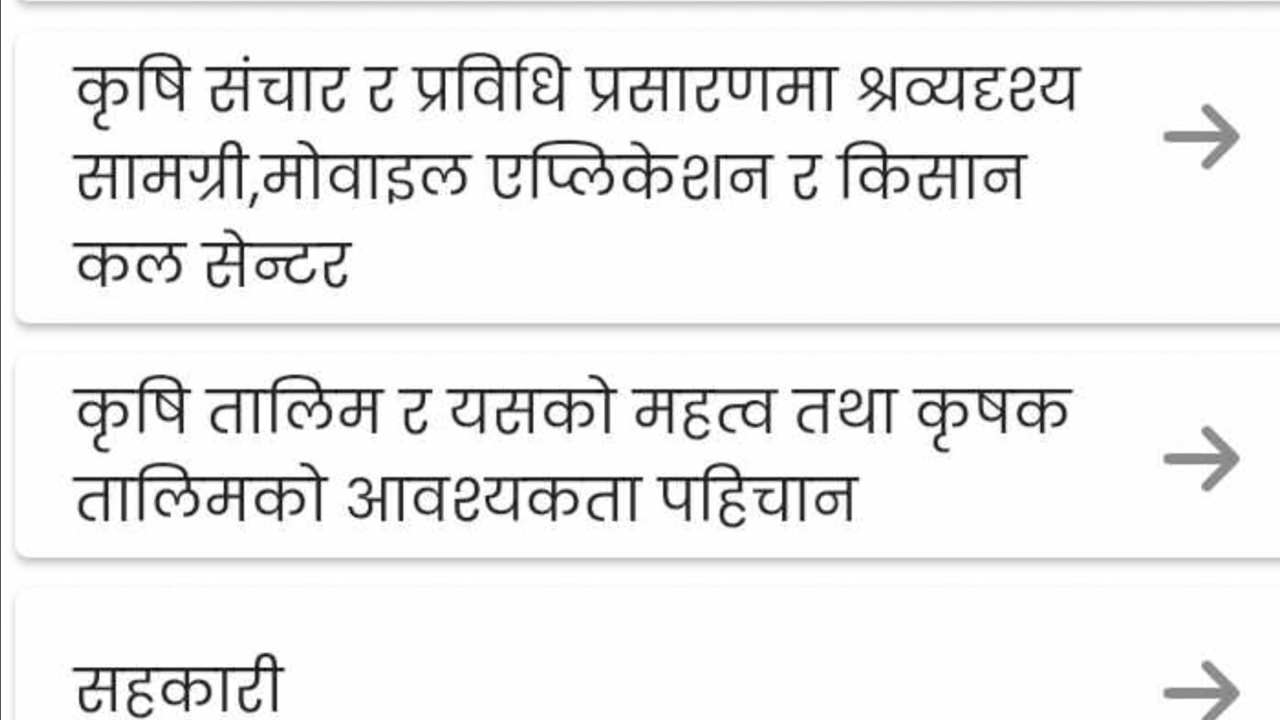 कृषि संचार र प्रविधि प्रसारणमा श्रव्यदृश्य
सामग्री,मोवाइल एप्लिकेशन र किसान
कल सेन्टर
कृषि तालिम र यसको महत्व तथा कृषक
तालिमको आवश्यकता पहिचान
सहकारी